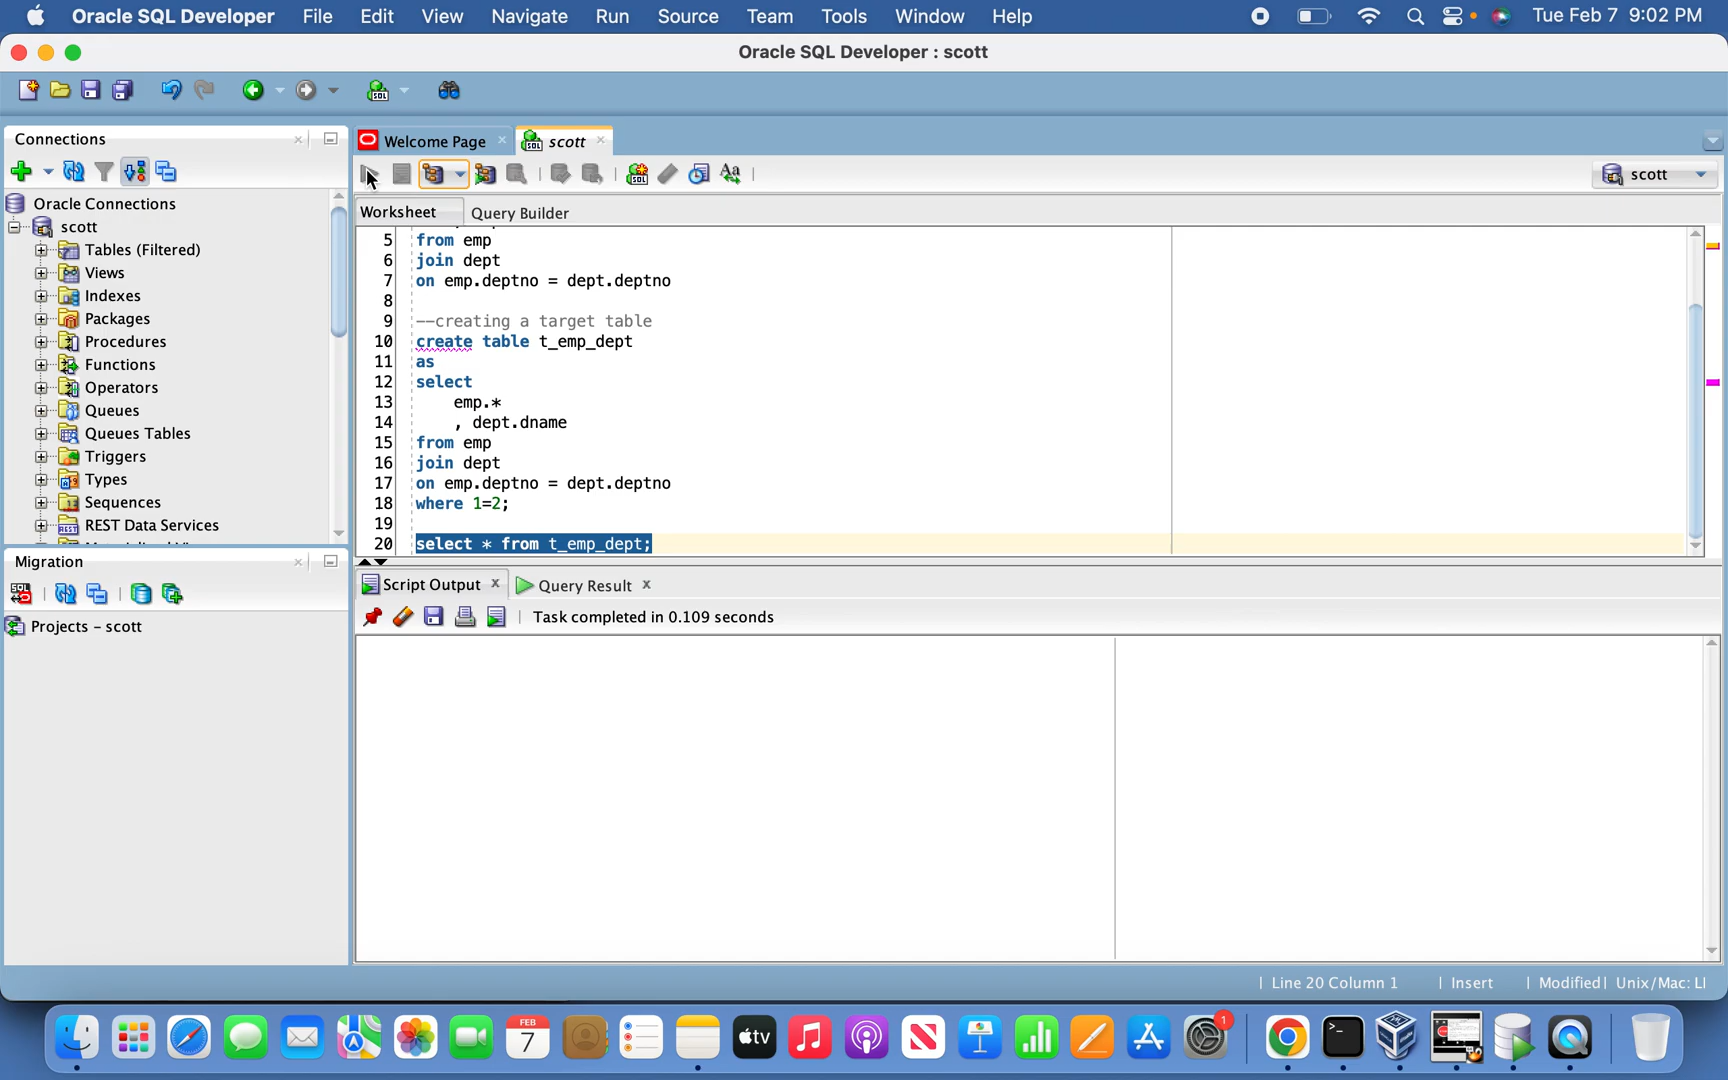 Oracle SQL Developer File Edit View Navigate Run Source Team Tools Window Help Tue Feb 7 9:02 PM
Oracle SQL Developer : scott
Connections
Welcome Page
scott
scott
Worksheet Query Builder
Oracle Connections
scott
Tables (Filtered)
Views
Indexes
Packages
Procedures
Functions
Operators
Queues
Queues Tables
Triggers
Types
Sequences
REST Data Services
5 from emp
6 join dept
7 on emp.deptno = dept.deptno
8
9 --creating a target table
10 create table t_emp_dept
11 as
12 select
13 emp.*
14 , dept.dname
15 from emp
16 join dept
17 on emp.deptno = dept.deptno
18 where 1=2;
19
20 select * from t_emp_dept;
Migration
Projects - scott
Script Output Query Result
Task completed in 0.109 seconds
| Line 20 Column 1 | Insert | Modified | Unix/Mac: LI
FEB
7
tv
1